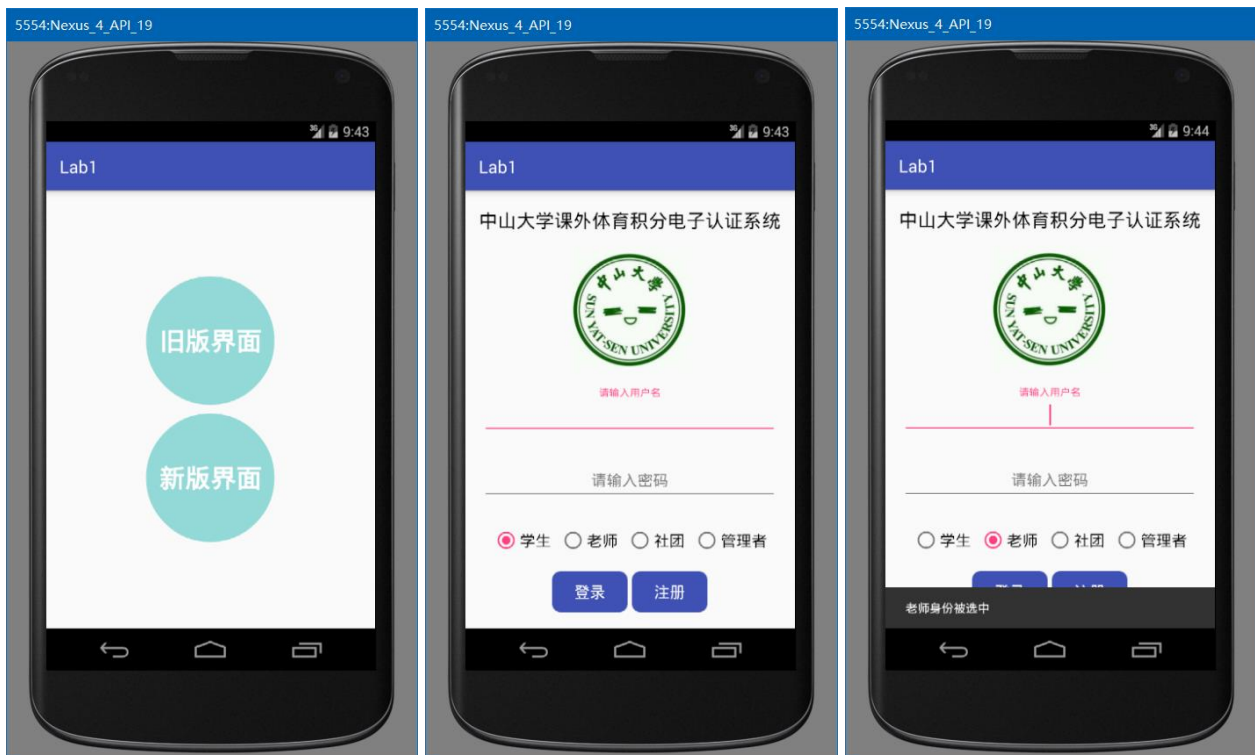 5554:Nexus_4_API_19
3G 9:43
Lab1
旧版界面
新版界面
5554:Nexus_4_API_19
3G 9:43
Lab1
中山大学课外体育积分电子认证系统
中山大学
SUN YAT-SEN UNIVERSITY
请输入用户名
请输入密码
学生 老师 社团 管理者
登录 注册
5554:Nexus_4_API_19
3G 9:44
Lab1
中山大学课外体育积分电子认证系统
中山大学
SUN YAT-SEN UNIVERSITY
请输入用户名
请输入密码
学生 老师 社团 管理者
老师身份被选中